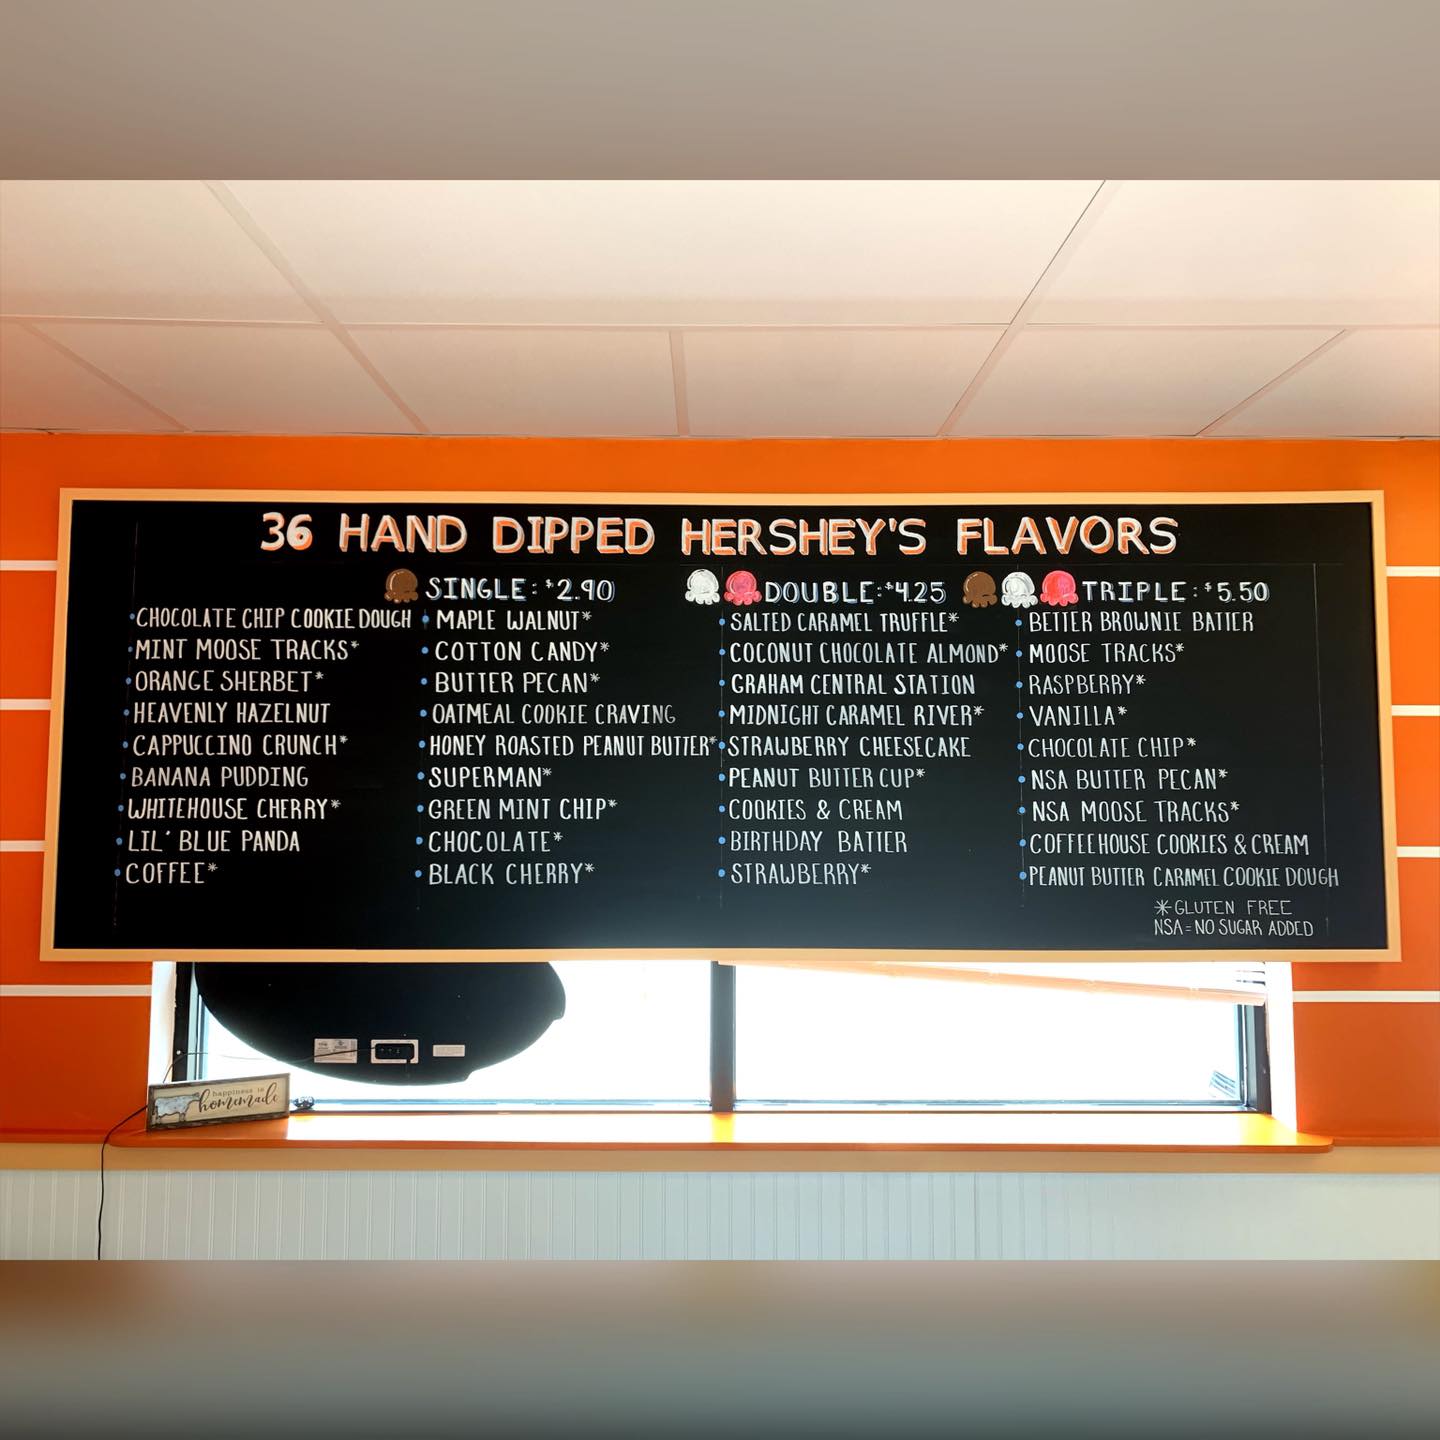 36 HAND DIPPED HERSHEY'S FLAVORS
SINGLE: $2.90
DOUBLE: $4.25
TRIPLE: $5.50
• CHOCOLATE CHIP COOKIE DOUGH
• MINT MOOSE TRACKS*
• ORANGE SHERBET*
• HEAVENLY HAZELNUT
• CAPPUCCINO CRUNCH*
• BANANA PUDDING
• WHITEHOUSE CHERRY*
• LIL' BLUE PANDA
• COFFEE*
• MAPLE WALNUT*
• COTTON CANDY*
• BUTTER PECAN*
• OATMEAL COOKIE CRAVING
• HONEY ROASTED PEANUT BUTTER*
• SUPERMAN*
• GREEN MINT CHIP*
• CHOCOLATE*
• BLACK CHERRY*
• SALTED CARAMEL TRUFFLE*
• COCONUT CHOCOLATE ALMOND*
• GRAHAM CENTRAL STATION
• MIDNIGHT CARAMEL RIVER*
• STRAWBERRY CHEESECAKE
• PEANUT BUTTER CUP*
• COOKIES & CREAM
• BIRTHDAY BATTER
• STRAWBERRY*
• BETTER BROWNIE BATTER
• MOOSE TRACKS*
• RASPBERRY*
• VANILLA*
• CHOCOLATE CHIP*
• NSA BUTTER PECAN*
• NSA MOOSE TRACKS*
• COFFEEHOUSE COOKIES & CREAM
• PEANUT BUTTER CARAMEL COOKIE DOUGH
*GLUTEN FREE
NSA = NO SUGAR ADDED
happiness is
homemade